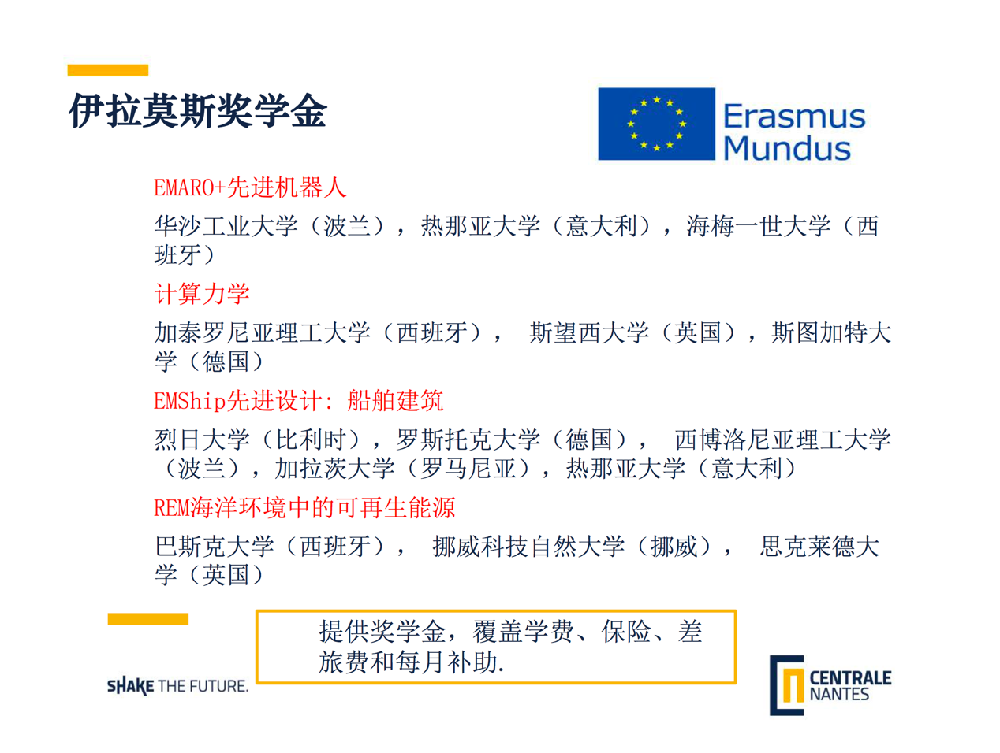 伊拉莫斯奖学金
Erasmus
Mundus
EMARO+先进机器人
华沙工业大学（波兰），热那亚大学（意大利），海梅一世大学（西
班牙）
计算力学
加泰罗尼亚理工大学（西班牙）， 斯望西大学（英国），斯图加特大
学（德国）
EMShip先进设计: 船舶建筑
烈日大学（比利时），罗斯托克大学（德国）， 西博洛尼亚理工大学
（波兰），加拉茨大学（罗马尼亚），热那亚大学（意大利）
REM海洋环境中的可再生能源
巴斯克大学（西班牙）， 挪威科技自然大学（挪威）， 思克莱德大
学（英国）
提供奖学金，覆盖学费、保险、差
旅费和每月补助.
SHAKE THE FUTURE.
CENTRALE
NANTES